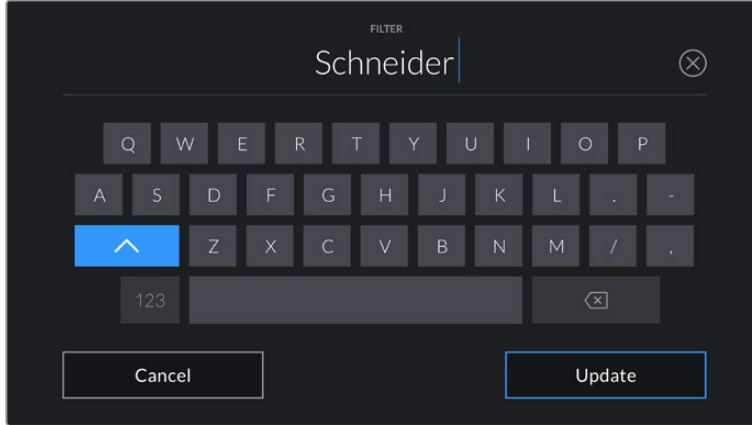 FILTER
Schneider
Q W E R T Y U I O P
A S D F G H J K L . -
Z X C V B N M / ,
123
Cancel Update